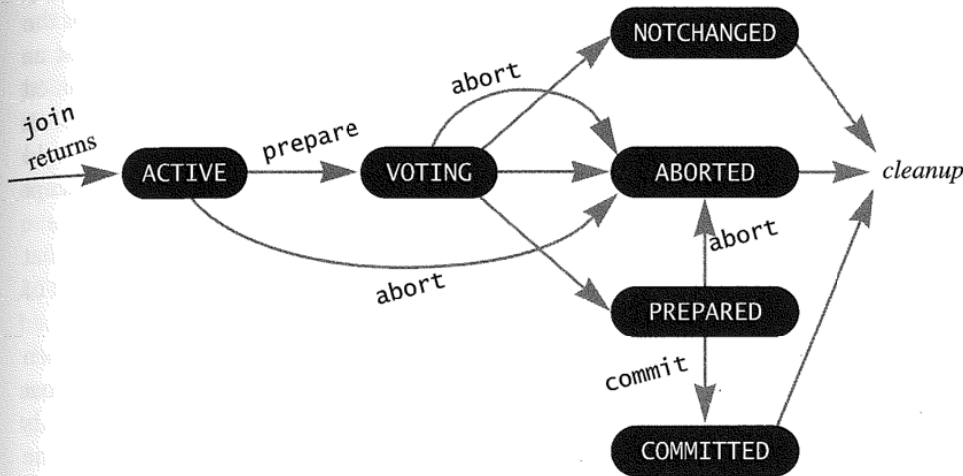 NOTCHANGED
abort
join
returns
prepare
ACTIVE
VOTING
ABORTED
cleanup
abort
abort
PREPARED
commit
COMMITTED